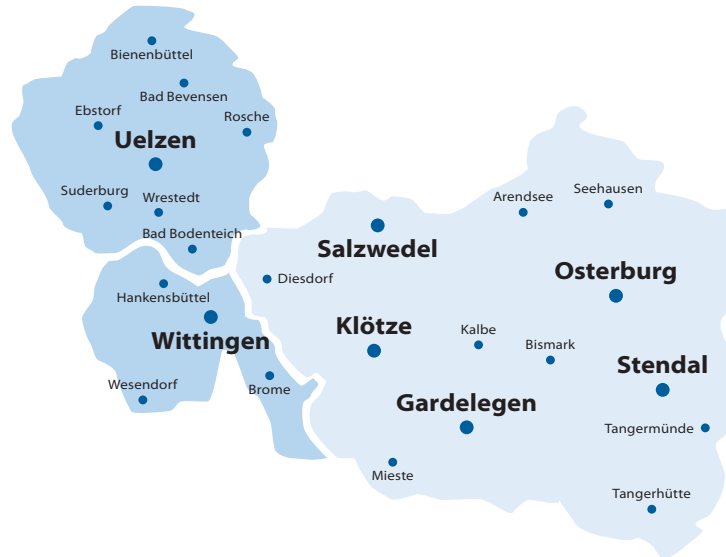 Bienenbüttel
Bad Bevensen
Ebstorf
Rosche
Uelzen
Suderburg
Wrestedt
Bad Bodenteich
Hankensbüttel
Wittingen
Wesendorf
Brome
Arendsee
Seehausen
Salzwedel
Diesdorf
Osterburg
Klötze
Kalbe
Bismark
Stendal
Gardelegen
Tangermünde
Mieste
Tangerhütte